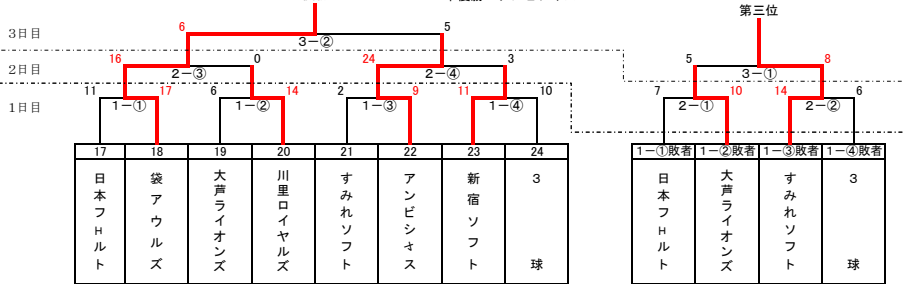 第三位
3日目
6
5
3－②
2日目
16
0
24
3
5
8
2－③
2－④
3－①
1日目
11
17
6
14
2
9
11
10
7
10
14
6
1－①
1－②
1－③
1－④
2－①
2－②
17
18
19
20
21
22
23
24
1－①敗者
1－②敗者
1－③敗者
1－④敗者
日本フHルト
袋アウルズ
大芦ライオンズ
川里ロイヤルズ
すみれソフト
アンビシォス
新宿ソフト
3球
日本フHルト
大芦ライオンズ
すみれソフト
3球